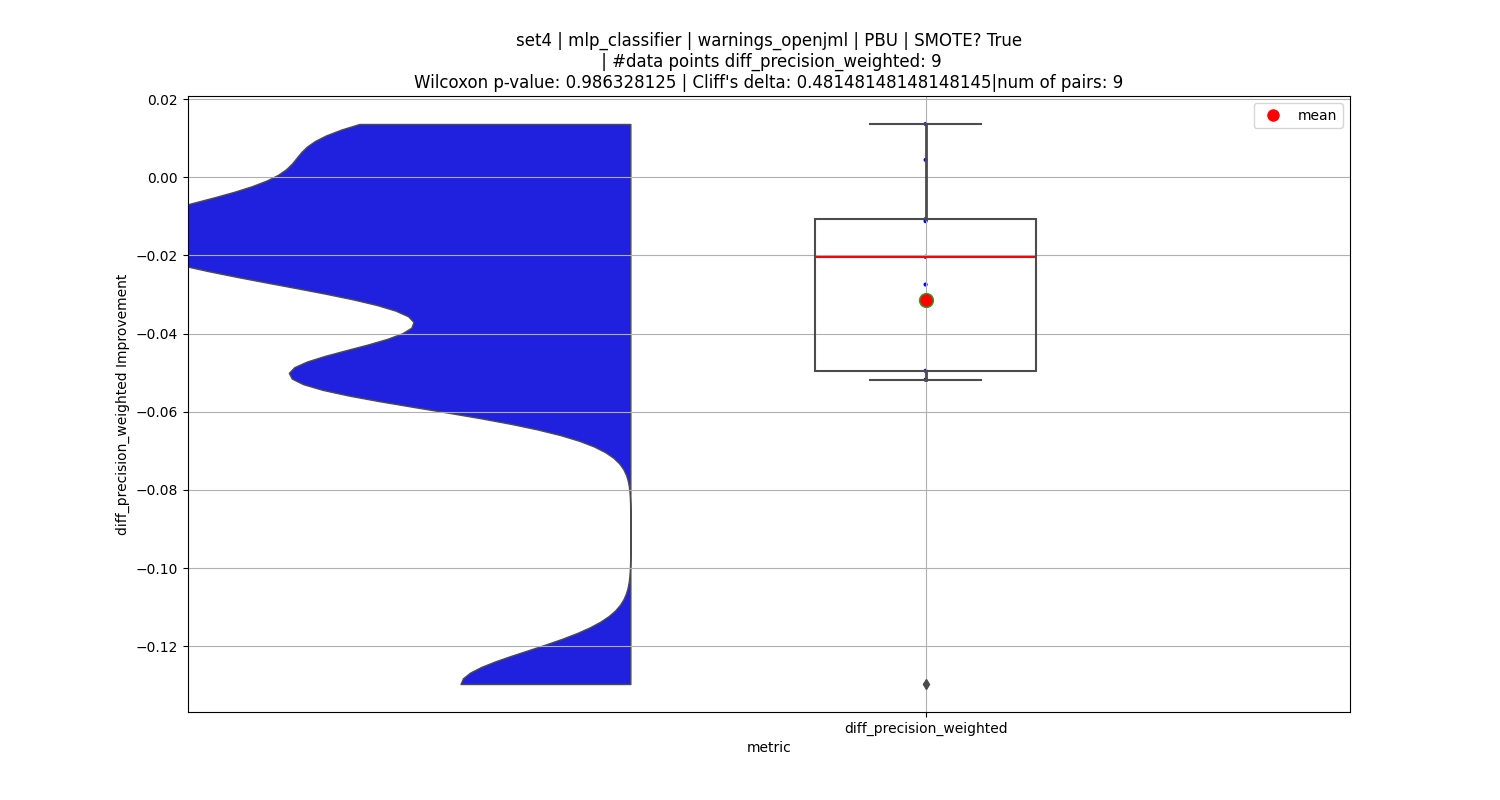 set4 | mlp_classifier | warnings_openjml | PBU | SMOTE? True
| #data points diff_precision_weighted: 9
Wilcoxon p-value: 0.986328125 | Cliff's delta: 0.48148148148148145|num of pairs: 9
mean
0.02
0.00
−0.02
−0.04
−0.06
−0.08
−0.10
−0.12
diff_precision_weighted Improvement
diff_precision_weighted
metric